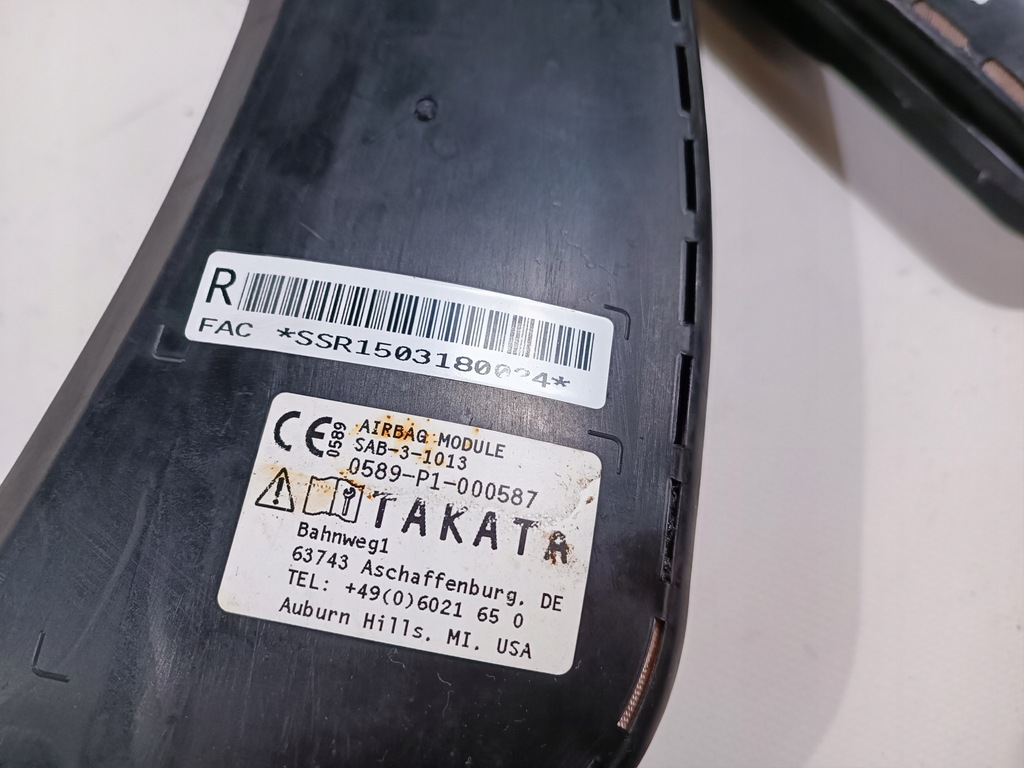 R
FAC
CE 0589
AIRBAG MODULE
SAB-3-1013
0589-P1-000587
TAKATA
Bahnweg1
63743 Aschaffenburg, DE
TEL: +49(0)6021 65 0
Auburn Hills, MI, USA